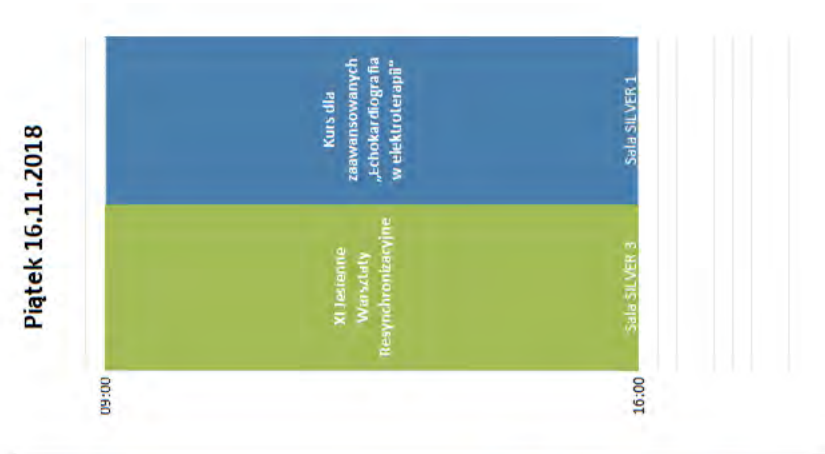 Piątek 16.11.2018
09:00
XI Jesienne
Warsztaty
Resynchronizacyjne
Sala SILVER 3
Kurs dla
zaawansowanych
„Echokardiografia
w elektroterapii"
Sala SILVER 1
16:00